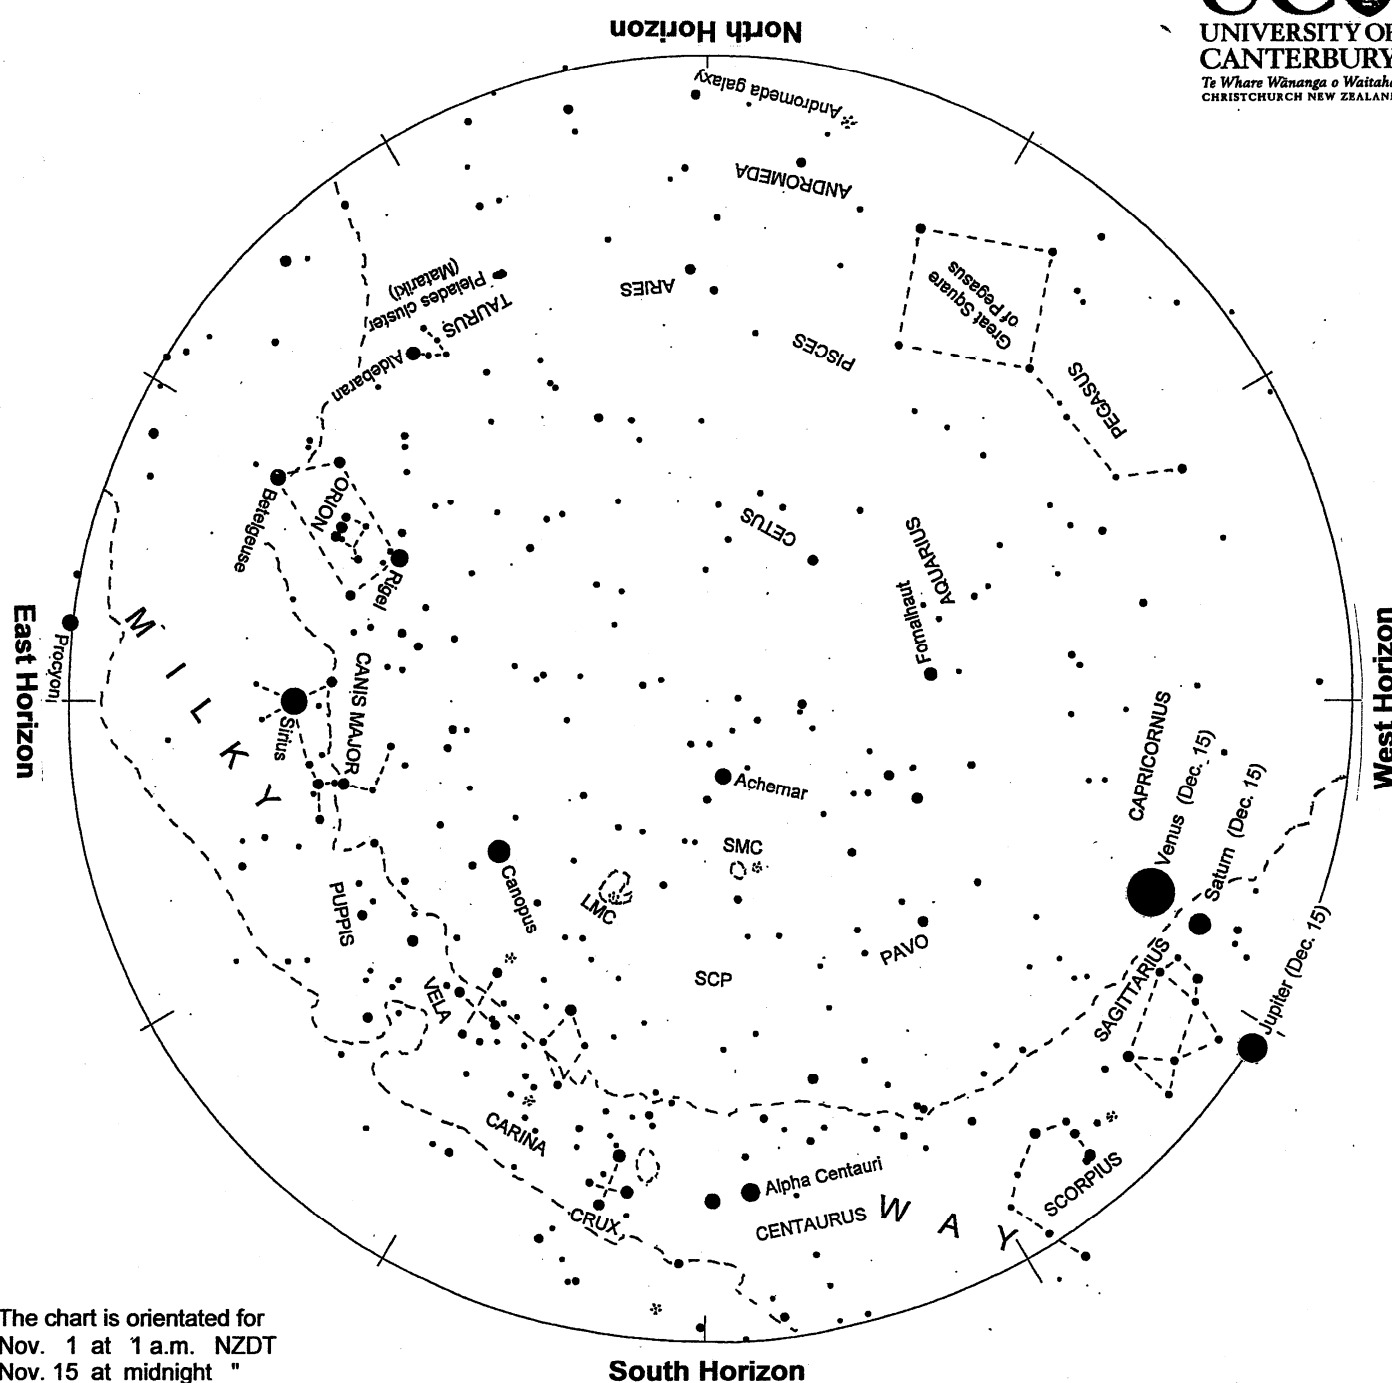 North Horizon
UC
UNIVERSITY OF
CANTERBURY
Te Whare Wānanga o Waitaha
CHRISTCHURCH NEW ZEALAND
Andromeda galaxy
ANDROMEDA
Great Square
of Pegasus
PEGASUS
ARIES
PISCES
Pleiades cluster
(Matariki)
TAURUS
Aldebaran
ORION
Betelgeuse
Rigel
CETUS
AQUARIUS
Fomalhaut
East Horizon
Procyon
West Horizon
MILKY
CANIS MAJOR
Sirius
CAPRICORNUS
Venus (Dec. 15)
Saturn (Dec. 15)
Achernar
SMC
Canopus
LMC
PUPPIS
PAVO
SCP
VELA
SAGITTARIUS
Jupiter (Dec. 15)
CARINA
SCORPIUS
Alpha Centauri
CRUX
CENTAURUS
WAY
The chart is orientated for
Nov. 1 at 1 a.m. NZDT
Nov. 15 at midnight "
South Horizon